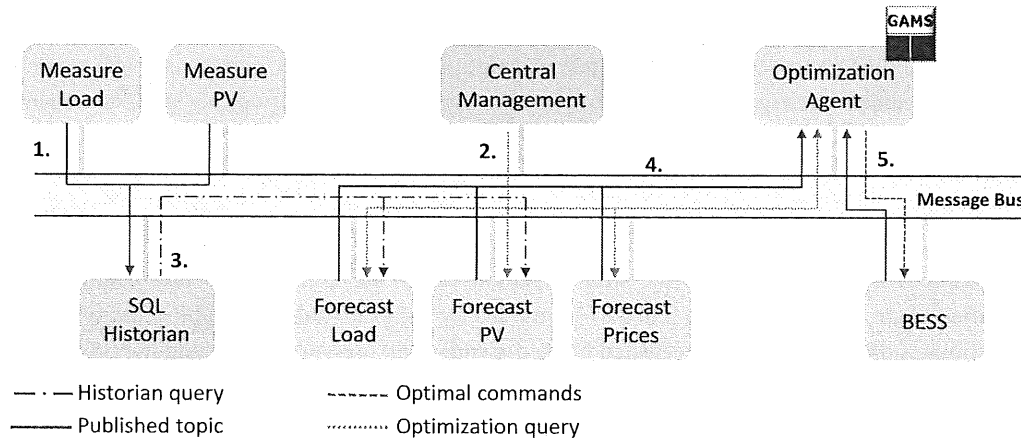 GAMS
Measure
Load
Measure
PV
Central
Management
Optimization
Agent
1.
2.
4.
5.
Message Bus
3.
SQL
Historian
Forecast
Load
Forecast
PV
Forecast
Prices
BESS
Historian query
Optimal commands
Published topic
Optimization query